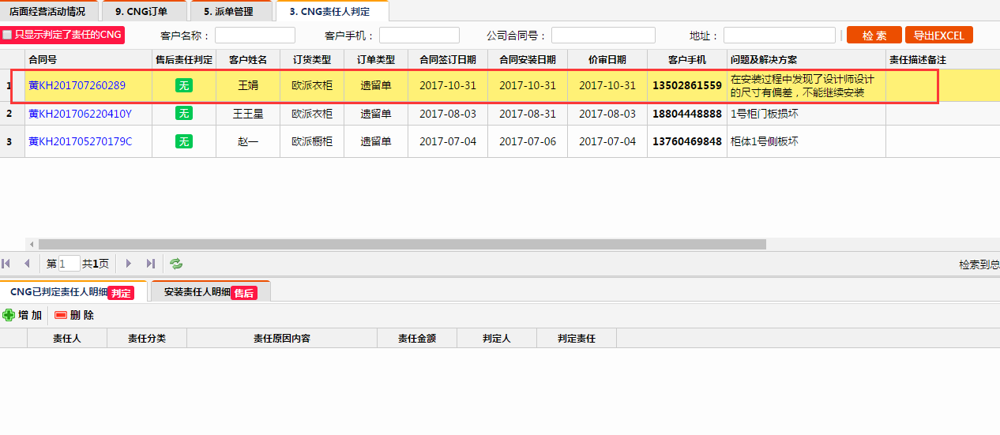 店面经营活动情况 9. CNG订单 5. 派单管理 3. CNG责任人判定
只显示判定了责任的CNG 客户名称： 客户手机： 公司合同号： 地址： 检 索 导出EXCEL
合同号 售后责任判定 客户姓名 订货类型 订单类型 合同签订日期 合同安装日期 价审日期 客户手机 问题及解决方案 责任描述备注
1 黄KH201707260289 无 王娟 欧派衣柜 遗留单 2017-10-31 2017-10-31 2017-10-31 13502861559 在安装过程中发现了设计师设计
的尺寸有偏差，不能继续安装
2 黄KH201706220410Y 无 王王星 欧派衣柜 遗留单 2017-08-03 2017-08-31 2017-08-03 18804448888 1号柜门板损坏
3 黄KH201705270179C 无 赵一 欧派橱柜 遗留单 2017-07-04 2017-07-06 2017-07-04 13760469848 柜体1号侧板坏
第 1 共1页 检索到总
CNG已判定责任人明细 判定 安装责任人明细 售后
增 加 删 除
责任人 责任分类 责任原因内容 责任金额 判定人 判定责任